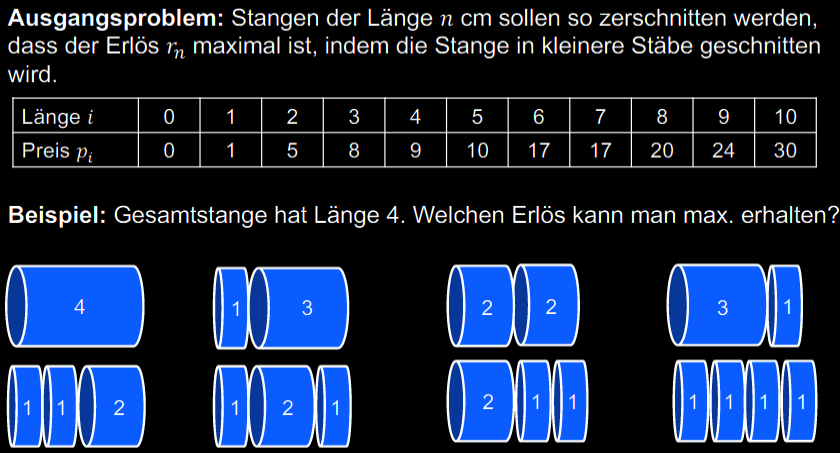 Ausgangsproblem: Stangen der Länge n cm sollen so zerschnitten werden,
dass der Erlös rₙ maximal ist, indem die Stange in kleinere Stäbe geschnitten
wird.
Länge i 0 1 2 3 4 5 6 7 8 9 10
Preis pᵢ 0 1 5 8 9 10 17 17 20 24 30
Beispiel: Gesamtstange hat Länge 4. Welchen Erlös kann man max. erhalten?
4 1 3 2 2 3 1
1 1 2 1 2 1 2 1 1 1 1 1 1